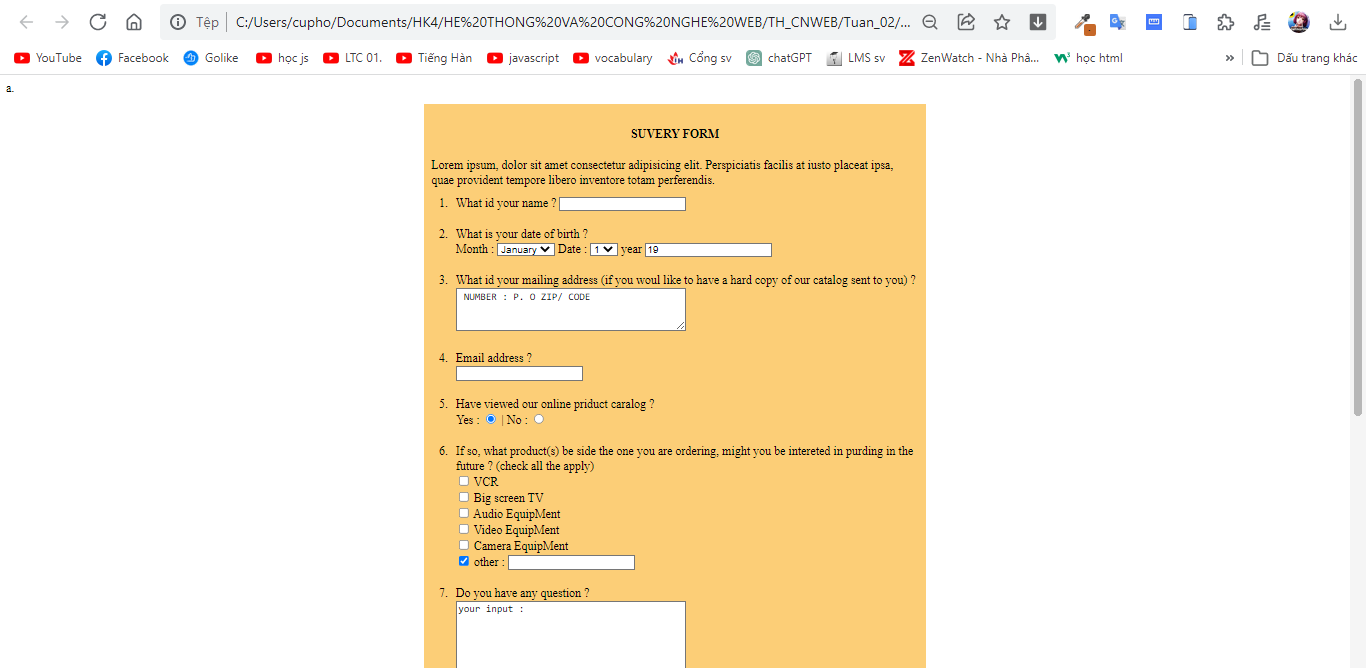 Tệp C:/Users/cupho/Documents/HK4/HE%20THONG%20VA%20CONG%20NGHE%20WEB/TH_CNWEB/Tuan_02/...
YouTube Facebook Golike học js LTC 01. Tiếng Hàn javascript vocabulary Cổng sv chatGPT LMS sv ZenWatch - Nhà Phâ... học html » Dấu trang khác
a.
SUVERY FORM
Lorem ipsum, dolor sit amet consectetur adipisicing elit. Perspiciatis facilis at iusto placeat ipsa,
quae provident tempore libero inventore totam perferendis.
1. What id your name ?
2. What is your date of birth ?
Month : January Date : 1 year 19
3. What id your mailing address (if you woul like to have a hard copy of our catalog sent to you) ?
NUMBER : P. O ZIP/ CODE
4. Email address ?
5. Have viewed our online priduct caralog ?
Yes : | No :
6. If so, what product(s) be side the one you are ordering, might you be intereted in purding in the
future ? (check all the apply)
VCR
Big screen TV
Audio EquipMent
Video EquipMent
Camera EquipMent
other :
7. Do you have any question ?
your input :